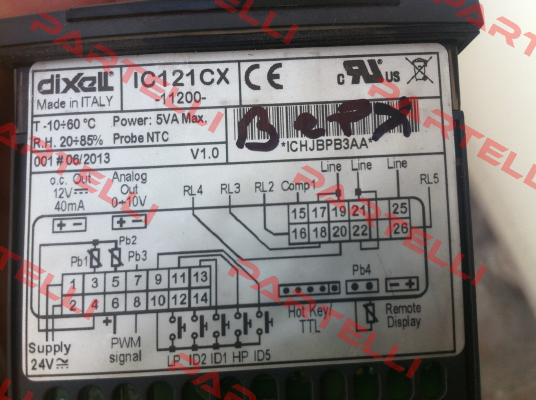 dixell
Made in ITALY
IC121CX
-11200-
CE
c RU us
T -10÷60 °C
Power: 5VA Max.
R.H. 20÷85%
Probe NTC
001 # 06/2013
V1.0
*ICHJBPB3AA*
o.c. Out
12V
40mA
Analog
Out
0÷10V
RL4 RL3 RL2 Comp
Line Line Line
RL5
15 17 19 21 25
16 18 20 22 26
Pb2
Pb1
Pb3
1 3 5 7 9 11 13
2 4 6 8 10 12 14
Pb4
Hot Key/
TTL
Remote
Display
Supply
24V
PWM
signal
LP ID2 ID1 HP ID5
PARTELLI